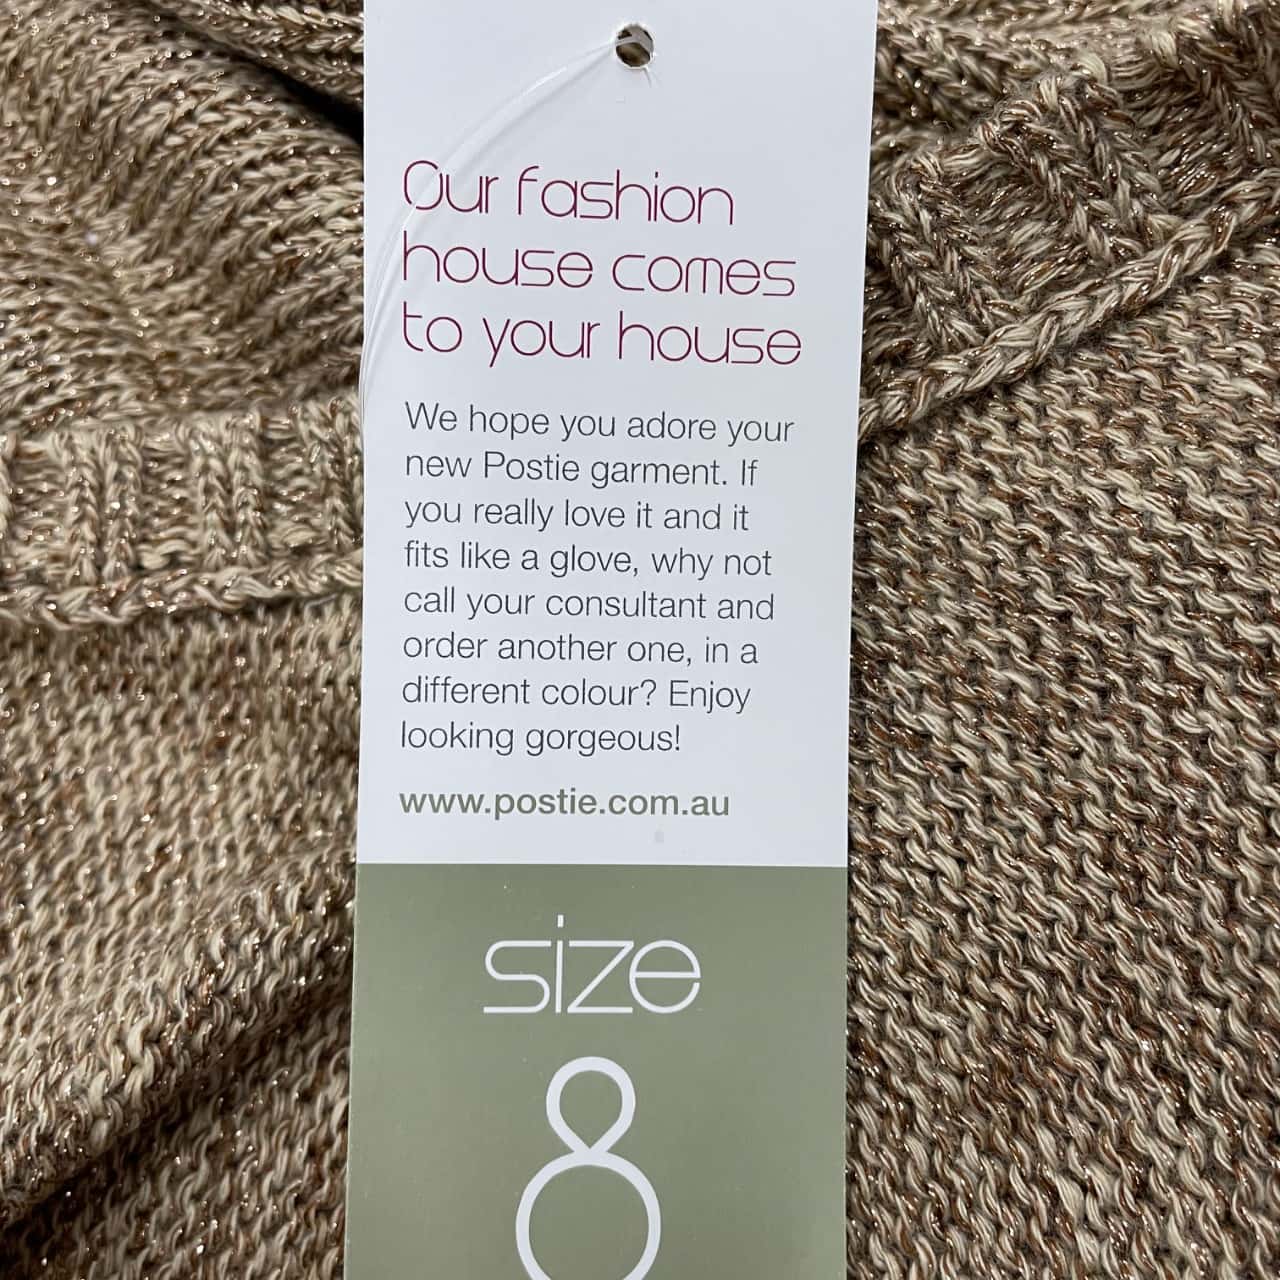 Our fashion
house comes
to your house
We hope you adore your
new Postie garment. If
you really love it and it
fits like a glove, why not
call your consultant and
order another one, in a
different colour? Enjoy
looking gorgeous!
www.postie.com.au
size
8